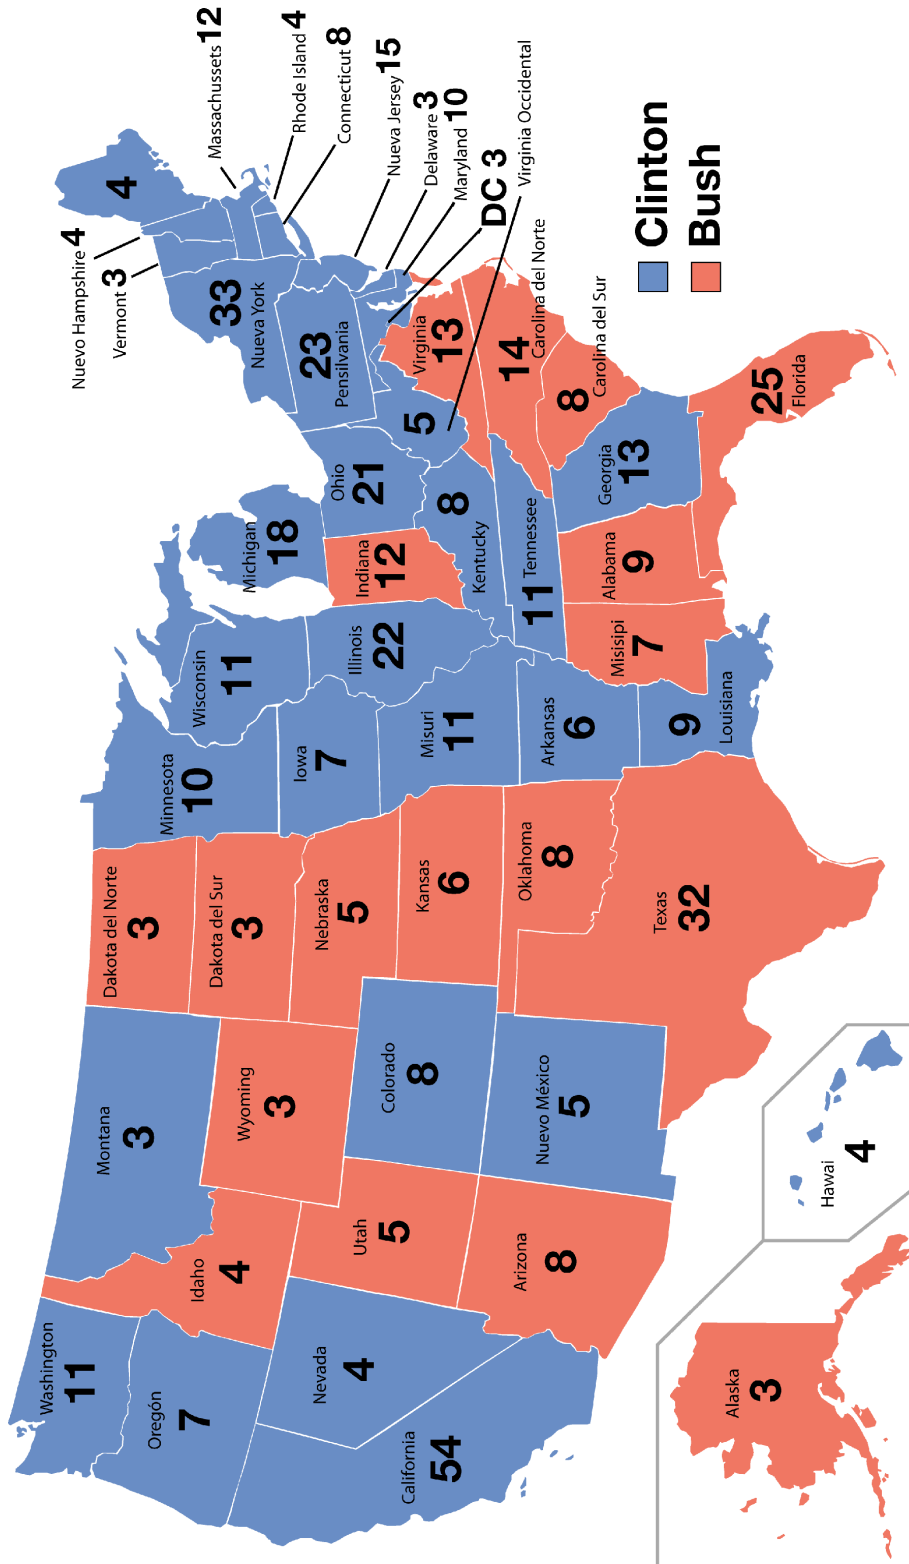 Washington
11
Oregón
7
California
54
Nevada
4
Idaho
4
Montana
3
Wyoming
3
Utah
5
Arizona
8
Colorado
8
Nuevo México
5
Dakota del Norte
3
Dakota del Sur
3
Nebraska
5
Kansas
6
Oklahoma
8
Texas
32
Minnesota
10
Iowa
7
Misuri
11
Arkansas
6
9
Louisiana
Wisconsin
11
Illinois
22
Michigan
18
Indiana
12
Ohio
21
Kentucky
8
11 Tennessee
Misisipi
7
Alabama
9
Georgia
13
25
Florida
8
Carolina del Sur
14
Carolina del Norte
Virginia
13
5
Virginia Occidental
23
Pensilvania
33
Nueva York
Vermont 3
Nuevo Hampshire 4
4
Massachussets 12
Rhode Island 4
Connecticut 8
Nueva Jersey 15
Delaware 3
Maryland 10
DC 3
Alaska
3
Hawai
4
Clinton
Bush